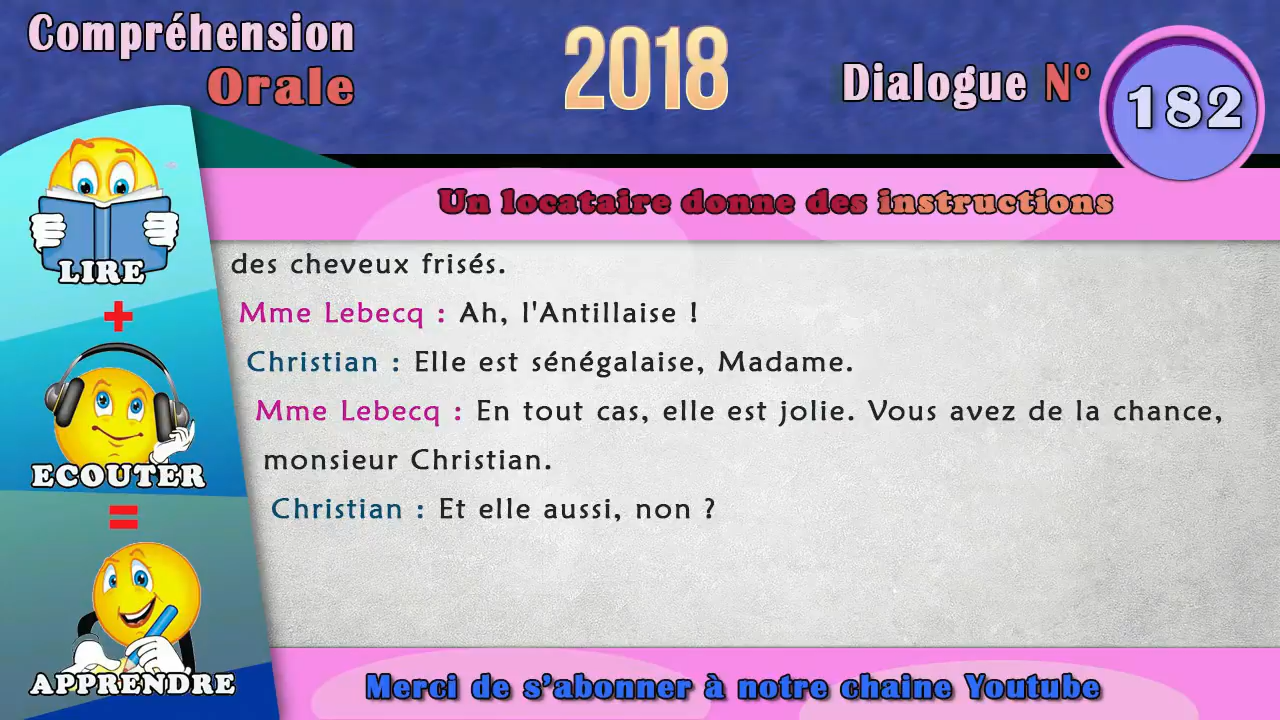 Compréhension
Orale
2018
Dialogue N°
182
Un locataire donne des instructions
LIRE
+
ECOUTER
=
APPRENDRE
des cheveux frisés.
Mme Lebecq : Ah, l'Antillaise !
Christian : Elle est sénégalaise, Madame.
Mme Lebecq : En tout cas, elle est jolie. Vous avez de la chance,
monsieur Christian.
Christian : Et elle aussi, non ?
Merci de s'abonner à notre chaine Youtube